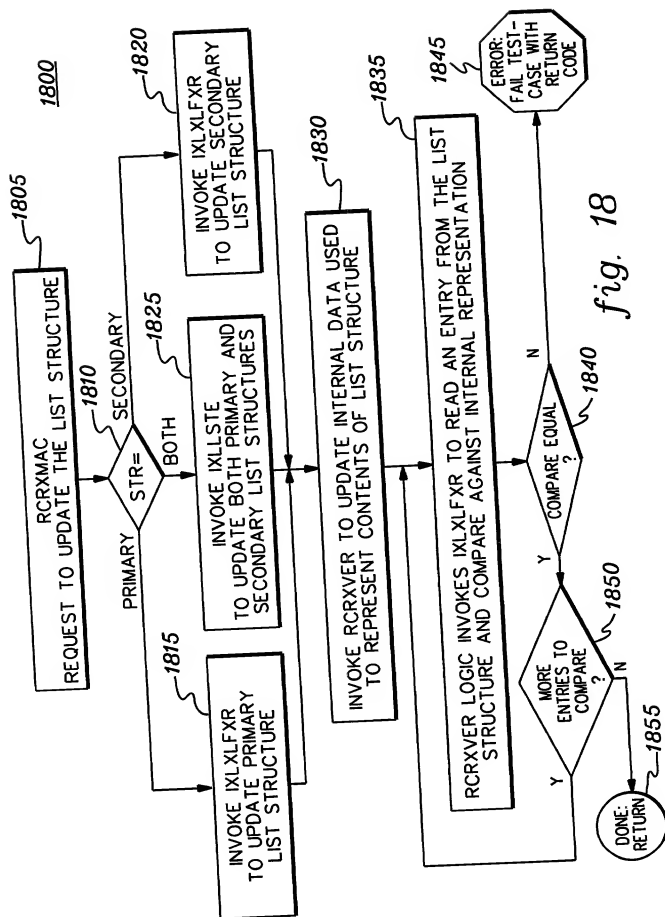 1800
1805
RCRXMAC
REQUEST TO UPDATE THE LIST STRUCTURE
1810
STR=
PRIMARY
BOTH
SECONDARY
1815
INVOKE IXLXLFXR
TO UPDATE PRIMARY
LIST STRUCTURE
1825
INVOKE IXLLSTE
TO UPDATE BOTH PRIMARY AND
SECONDARY LIST STRUCTURES
1820
INVOKE IXLXLFXR
TO UPDATE SECONDARY
LIST STRUCTURE
1830
INVOKE RCRXVER TO UPDATE INTERNAL DATA USED
TO REPRESENT CONTENTS OF LIST STRUCTURE
1835
RCRXVER LOGIC INVOKES IXLXLFXR TO READ AN ENTRY FROM THE LIST
STRUCTURE AND COMPARE AGAINST INTERNAL REPRESENTATION
1840
COMPARE EQUAL
?
N
Y
1845
ERROR:
FAIL TEST-
CASE WITH
RETURN
CODE
1850
MORE
ENTRIES TO
COMPARE
?
Y
N
1855
DONE:
RETURN
fig. 18